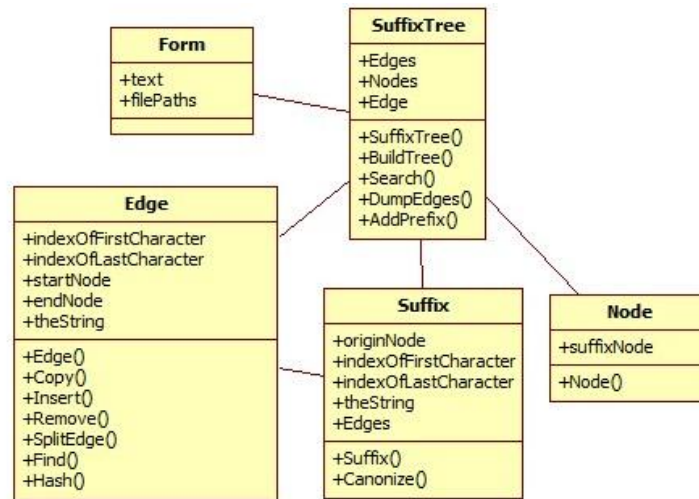 Form
+text
+filePaths
SuffixTree
+Edges
+Nodes
+Edge
+SuffixTree()
+BuildTree()
+Search()
+DumpEdges()
+AddPrefix()
Edge
+indexOfFirstCharacter
+indexOfLastCharacter
+startNode
+endNode
+theString
+Edge()
+Copy()
+Insert()
+Remove()
+SplitEdge()
+Find()
+Hash()
Suffix
+originNode
+indexOfFirstCharacter
+indexOfLastCharacter
+theString
+Edges
+Suffix()
+Canonize()
Node
+suffixNode
+Node()